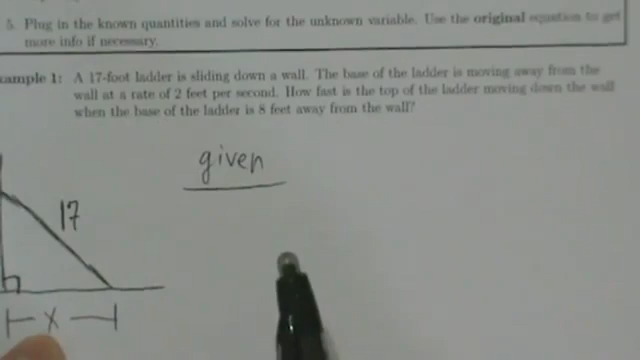 5. Plug in the known quantities and solve for the unknown variable. Use the original equation to get
more info if necessary.
ample 1: A 17-foot ladder is sliding down a wall. The base of the ladder is moving away from the
wall at a rate of 2 feet per second. How fast is the top of the ladder moving down the wall
when the base of the ladder is 8 feet away from the wall?
given
17
x